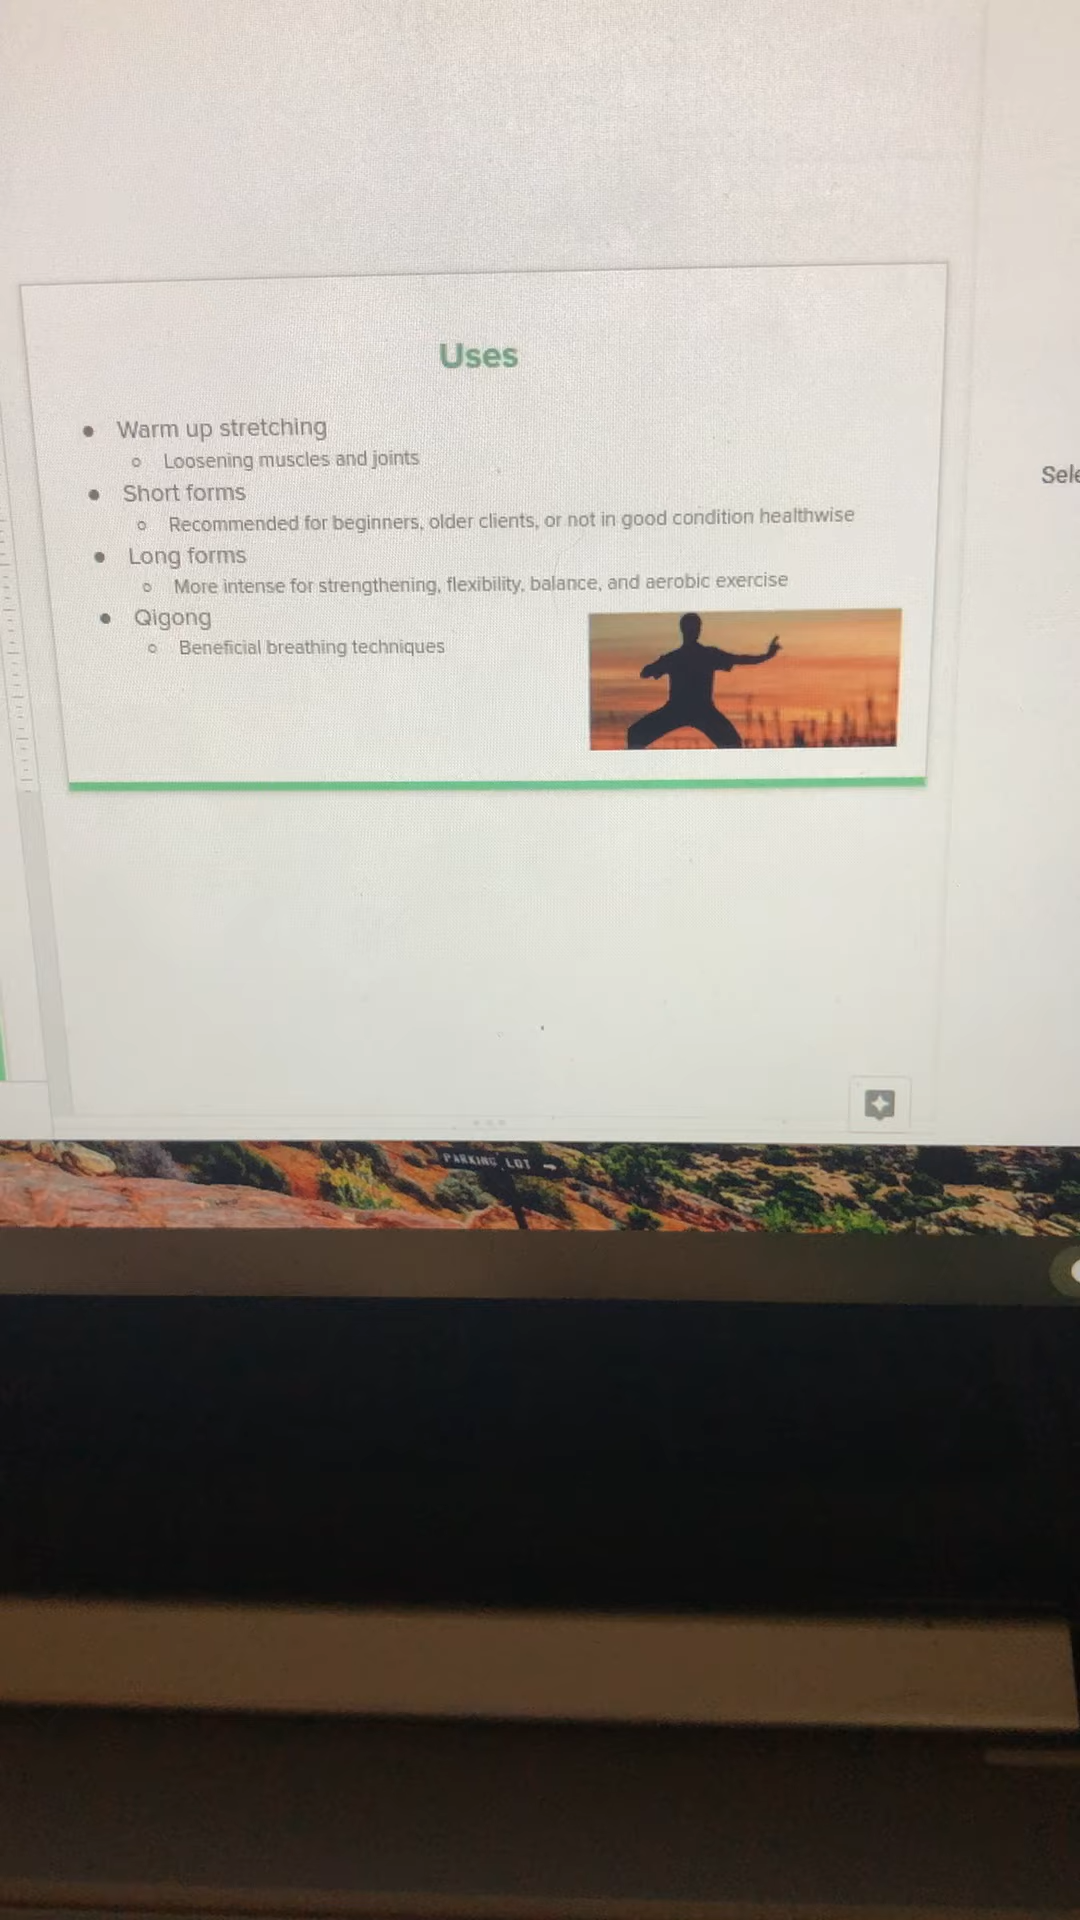 Uses
Warm up stretching
Loosening muscles and joints
Short forms
Recommended for beginners, older clients, or not in good condition healthwise
Long forms
More intense for strengthening, flexibility, balance, and aerobic exercise
Qigong
Beneficial breathing techniques
Sele
PARKING LOT →